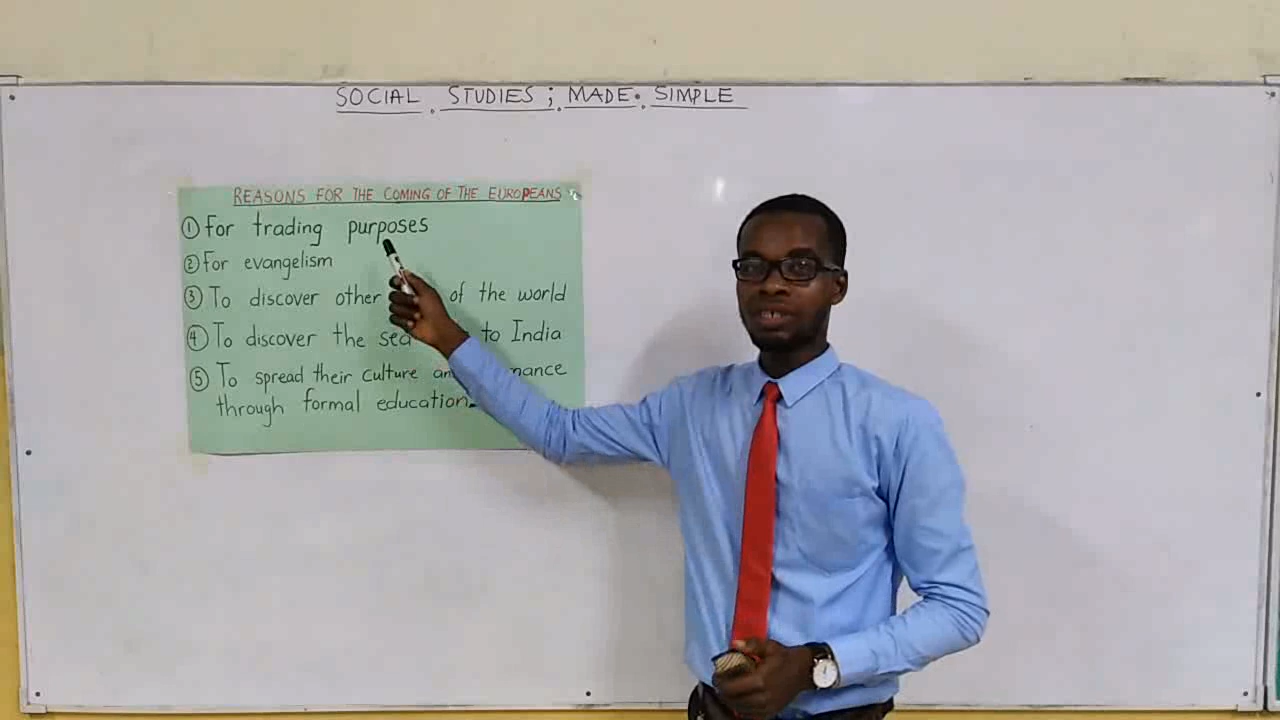 SOCIAL STUDIES ; MADE SIMPLE
REASONS FOR THE COMING OF THE EUROPEANS
① For trading purposes
② For evangelism
③ To discover other of the world
④ To discover the sea to India
⑤ To spread their culture
through formal education